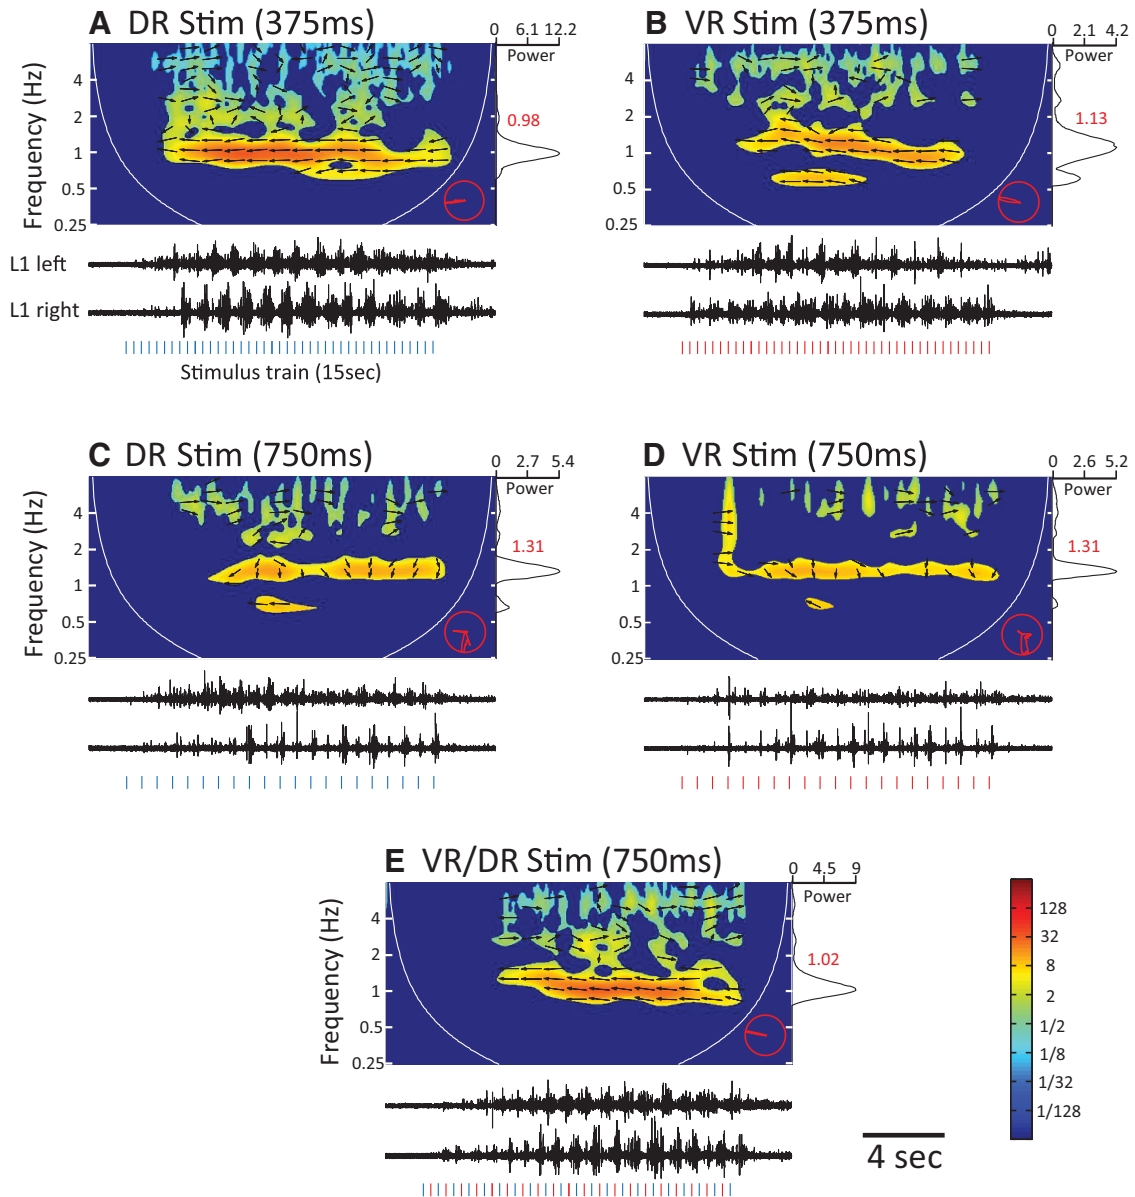 A DR Stim (375ms)
0 6.1 12.2
Power
Frequency (Hz)
4
2
1
0.5
0.25
0.98
L1 left
L1 right
Stimulus train (15sec)
B VR Stim (375ms)
0 2.1 4.2
Power
4
2
1
0.5
0.25
1.13
C DR Stim (750ms)
0 2.7 5.4
Power
Frequency (Hz)
4
2
1
0.5
0.25
1.31
D VR Stim (750ms)
0 2.6 5.2
Power
4
2
1
0.5
0.25
1.31
E VR/DR Stim (750ms)
0 4.5 9
Power
Frequency (Hz)
4
2
1
0.5
0.25
1.02
128
32
8
2
1/2
1/8
1/32
1/128
4 sec